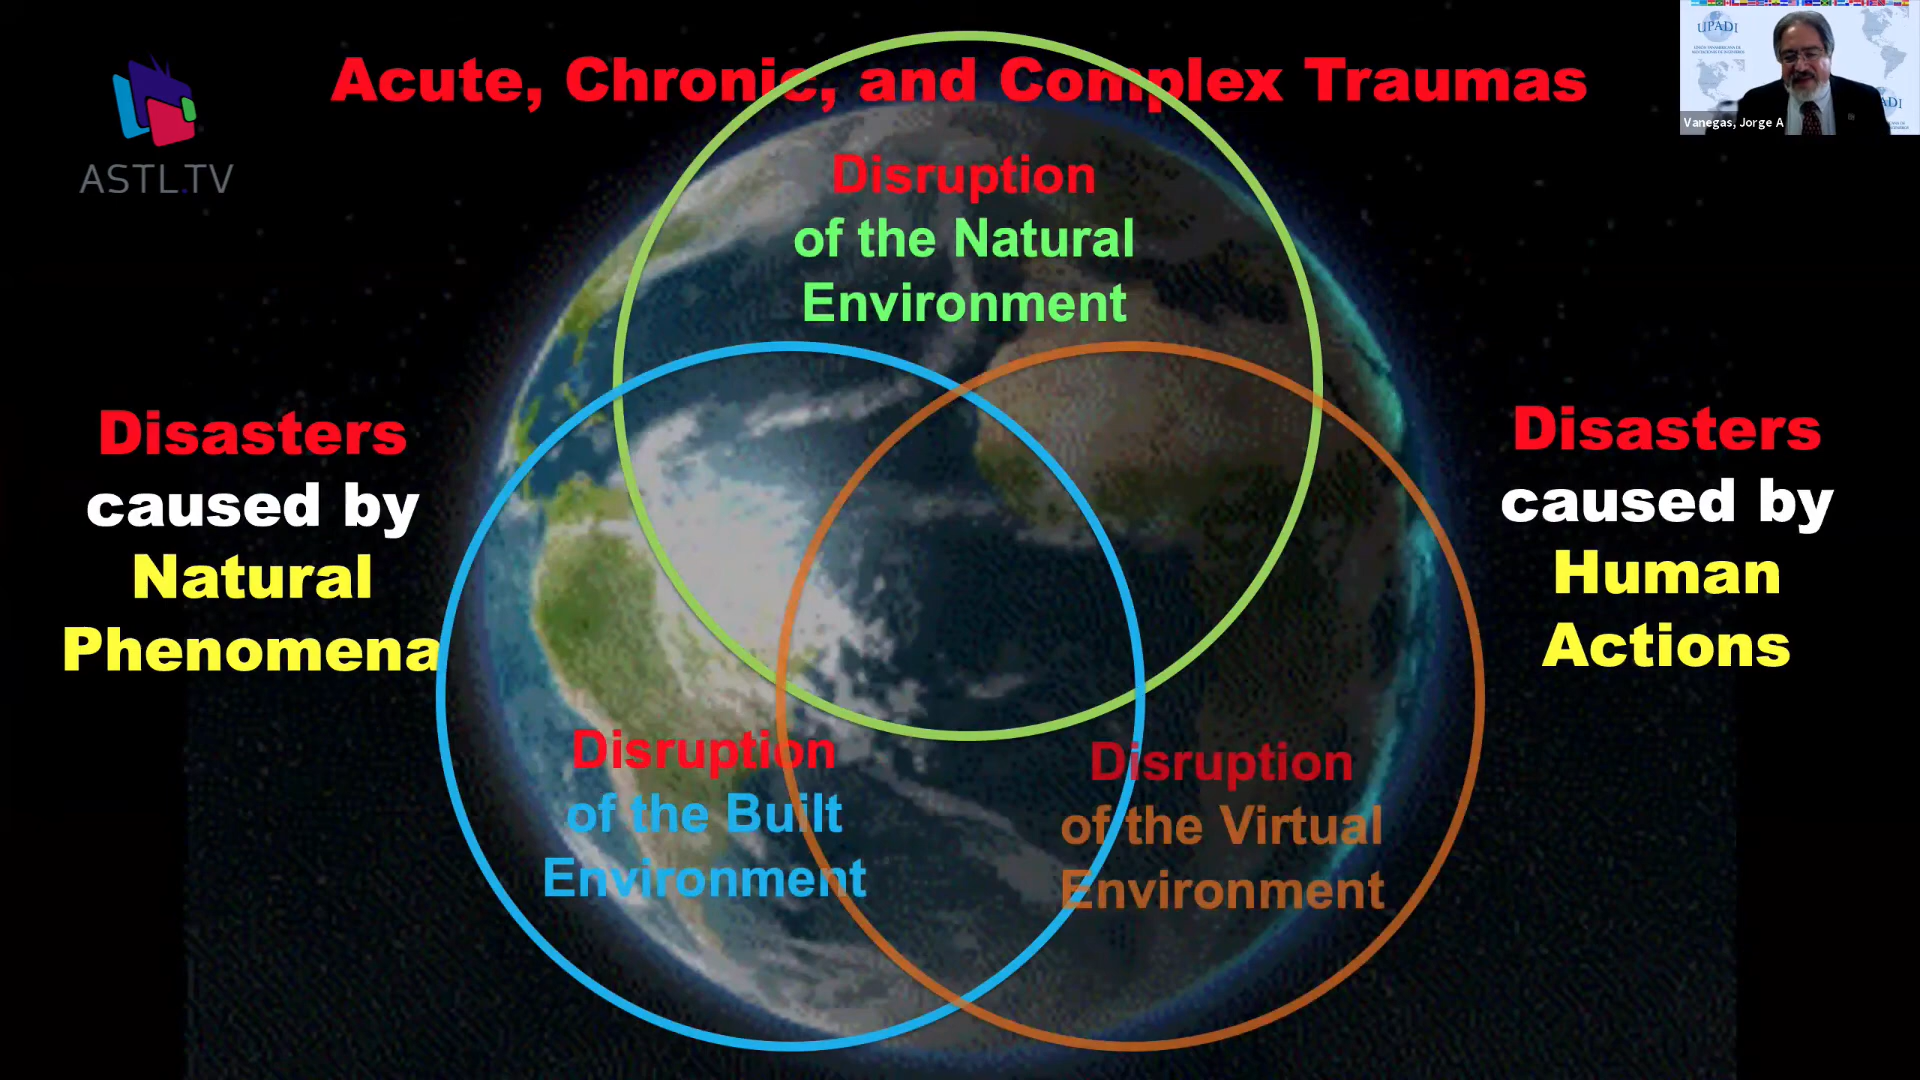 Acute, Chronic, and Complex Traumas
ASTL.TV
UPADI
Vanegas, Jorge A
Disruption
of the Natural
Environment
Disasters
caused by
Natural
Phenomena
Disasters
caused by
Human
Actions
Disruption
of the Built
Environment
Disruption
of the Virtual
Environment